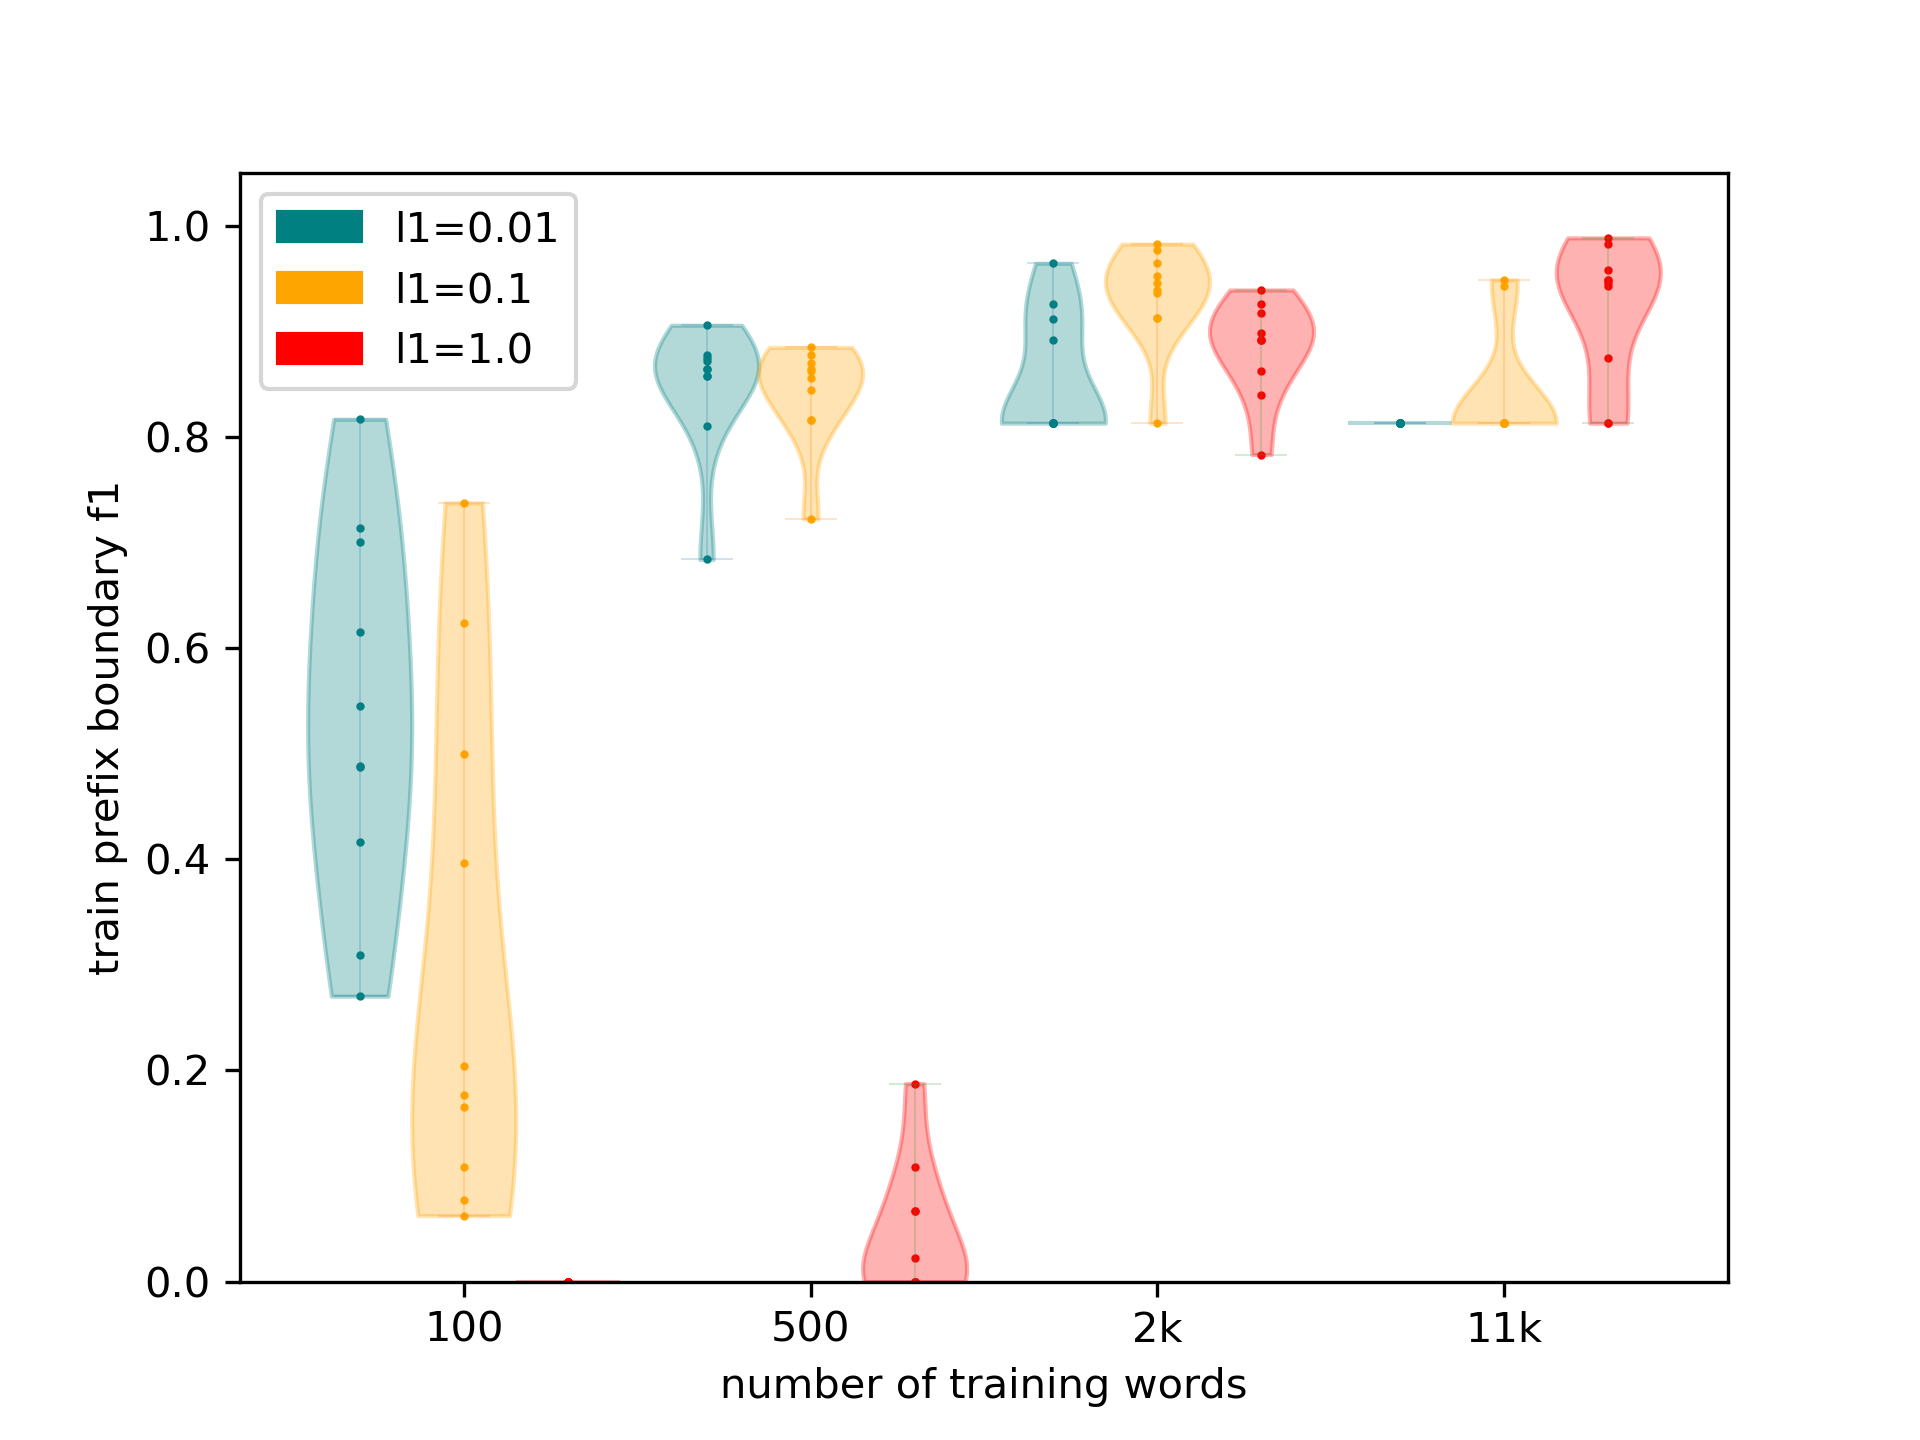 l1=0.01
l1=0.1
l1=1.0
1.0
0.8
0.6
0.4
0.2
0.0
train prefix boundary f1
100 500 2k 11k
number of training words